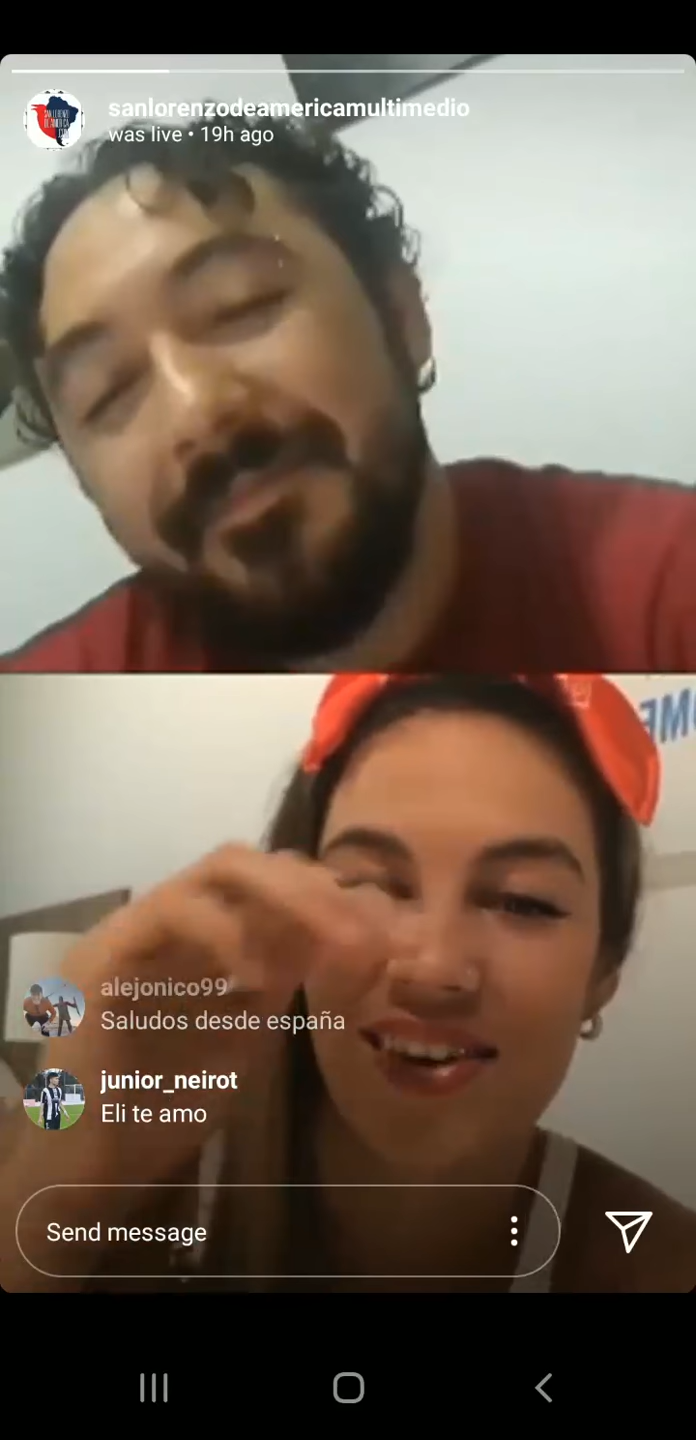 sanlorenzodeamericamultimedio
was live • 19h ago
alejonico99
Saludos desde españa
junior_neirot
Eli te amo
Send message